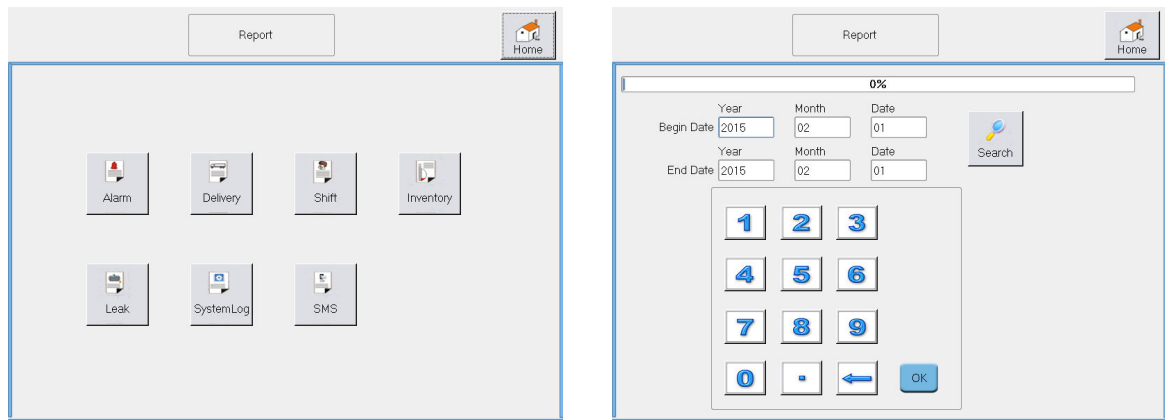 Report
Home
Alarm
Delivery
Shift
Inventory
Leak
SystemLog
SMS
Report
Home
0%
Year Month Date
Begin Date 2015 02 01
Search
Year Month Date
End Date 2015 02 01
1 2 3
4 5 6
7 8 9
0 .
OK